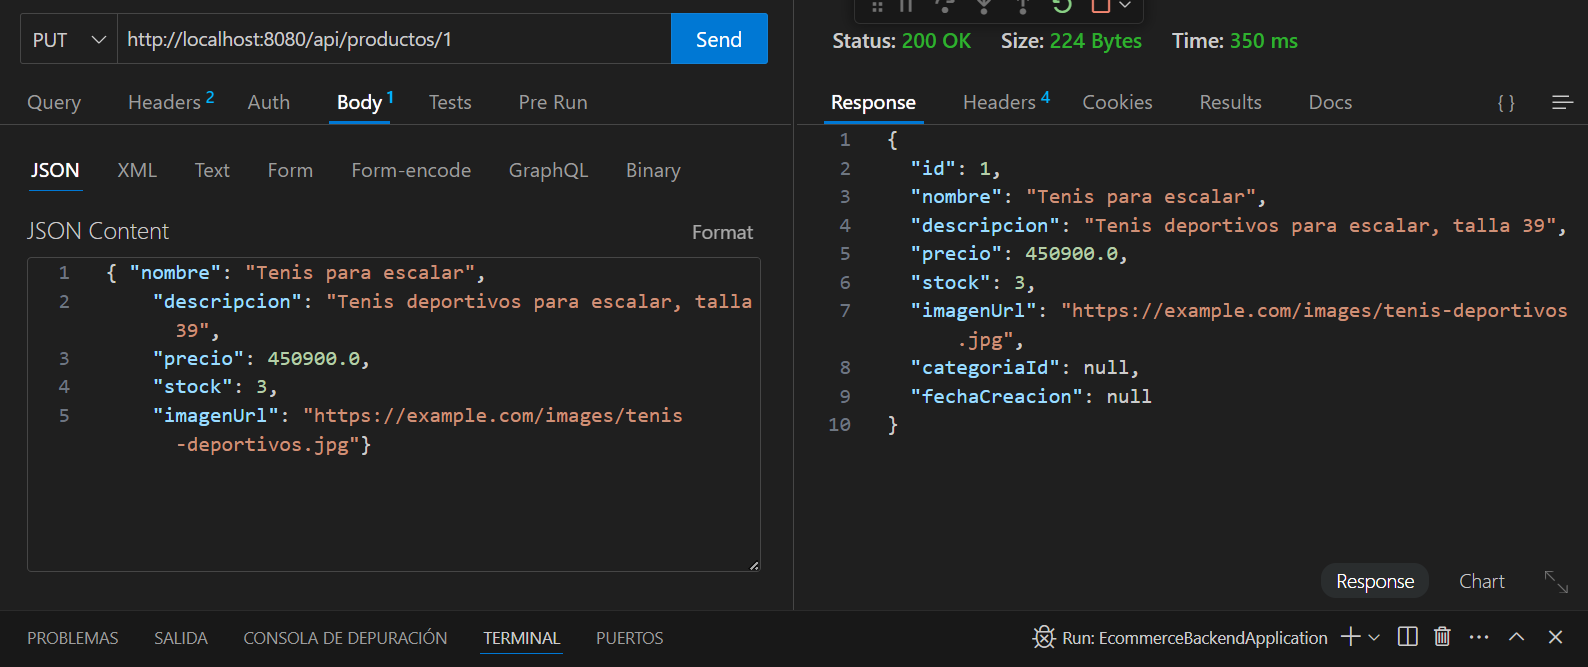 PUT http://localhost:8080/api/productos/1 Send
Query Headers 2 Auth Body 1 Tests Pre Run
JSON XML Text Form Form-encode GraphQL Binary
JSON Content Format
1 { "nombre": "Tenis para escalar",
2 "descripcion": "Tenis deportivos para escalar, talla
39",
3 "precio": 450900.0,
4 "stock": 3,
5 "imagenUrl": "https://example.com/images/tenis
-deportivos.jpg"}
Status: 200 OK Size: 224 Bytes Time: 350 ms
Response Headers 4 Cookies Results Docs { }
1 {
2 "id": 1,
3 "nombre": "Tenis para escalar",
4 "descripcion": "Tenis deportivos para escalar, talla 39",
5 "precio": 450900.0,
6 "stock": 3,
7 "imagenUrl": "https://example.com/images/tenis-deportivos
.jpg",
8 "categoriaId": null,
9 "fechaCreacion": null
10 }
Response Chart
PROBLEMAS SALIDA CONSOLA DE DEPURACIÓN TERMINAL PUERTOS Run: EcommerceBackendApplication